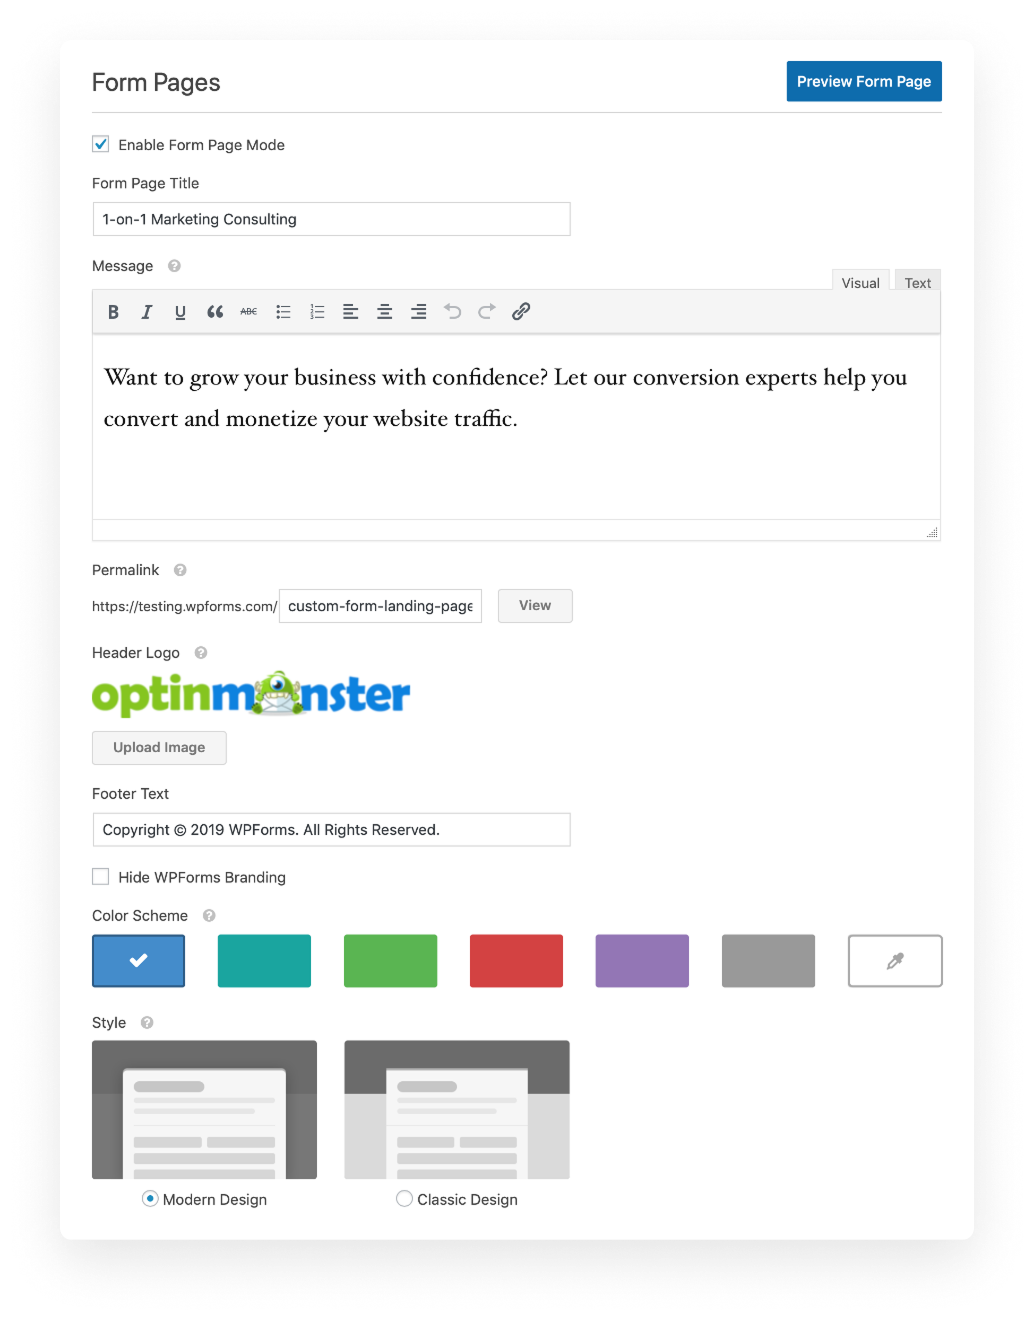 Form Pages
Preview Form Page
Enable Form Page Mode
Form Page Title
1-on-1 Marketing Consulting
Message ?
Visual Text
B I U ABC
Want to grow your business with confidence? Let our conversion experts help you
convert and monetize your website traffic.
Permalink ?
https://testing.wpforms.com/ custom-form-landing-page View
Header Logo ?
optinmonster
Upload Image
Footer Text
Copyright © 2019 WPForms. All Rights Reserved.
Hide WPForms Branding
Color Scheme ?
Style ?
Modern Design Classic Design